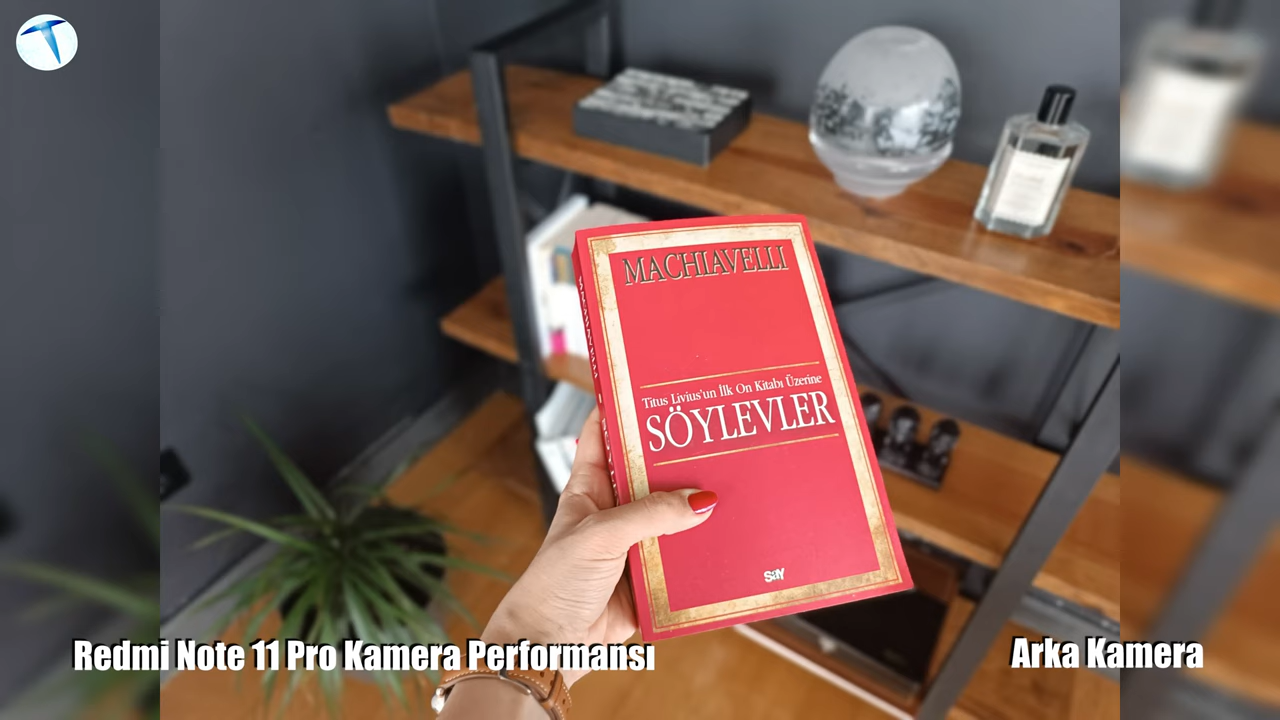 MACHIAVELLI
Titus Livius'un İlk On Kitabı Üzerine
SÖYLEVLER
Say
Redmi Note 11 Pro Kamera Performansı
Arka Kamera